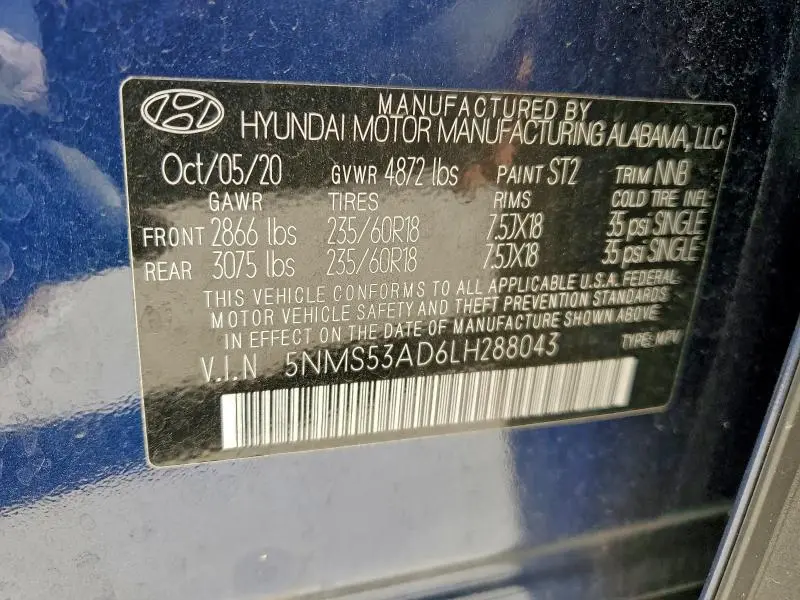 MANUFACTURED BY
HYUNDAI MOTOR MANUFACTURING ALABAMA, LLC
Oct/05/20 GVWR 4872 lbs PAINT ST2 TRIM NNB
GAWR TIRES RIMS COLD TIRE INFL
FRONT 2866 lbs 235/60R18 7.5JX18 35 psi SINGLE
REAR 3075 lbs 235/60R18 7.5JX18 35 psi SINGLE
THIS VEHICLE CONFORMS TO ALL APPLICABLE U.S.A. FEDERAL
MOTOR VEHICLE SAFETY AND THEFT PREVENTION STANDARDS
IN EFFECT ON THE DATE OF MANUFACTURE SHOWN ABOVE
V.I.N 5NMS53AD6LH288043 TYPE: MPV